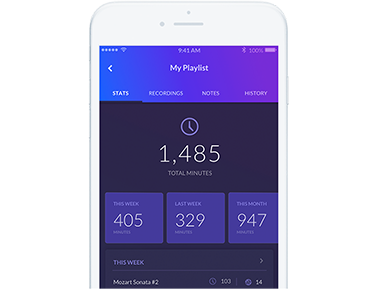 9:41 AM 100%
My Playlist
STATS RECORDINGS NOTES HISTORY
1,485
TOTAL MINUTES
THIS WEEK LAST WEEK THIS MONTH
405 329 947
MINUTES MINUTES MINUTES
THIS WEEK
Mozart Sonata #2 103 14